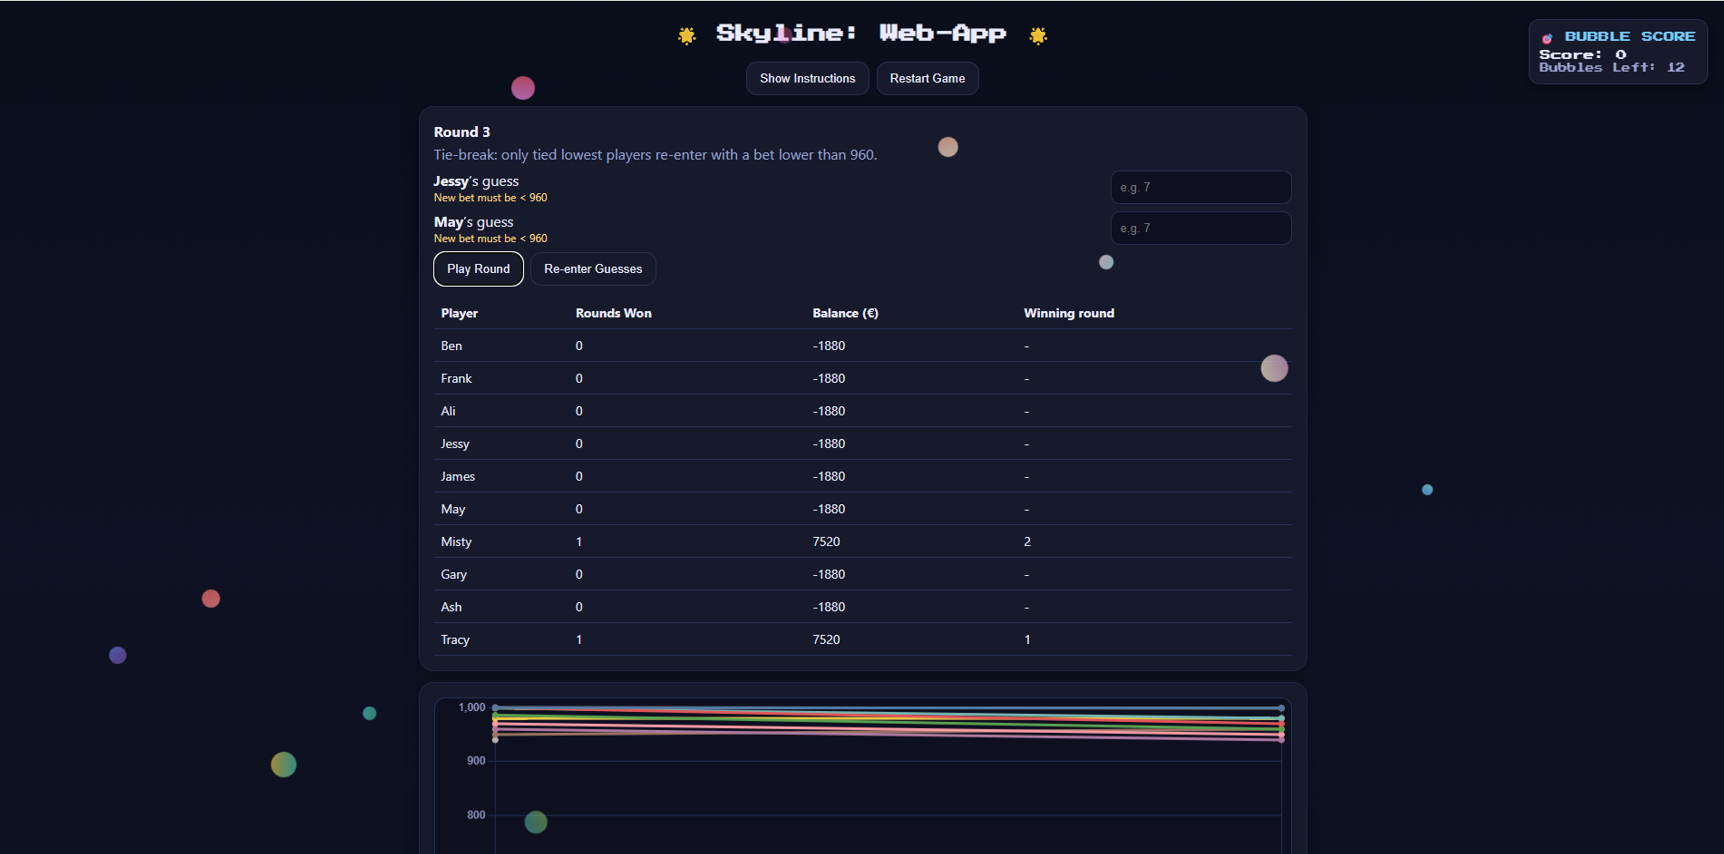 Skyline: Web-App
BUBBLE SCORE
Score: 0
Bubbles Left: 12
Show Instructions Restart Game
Round 3
Tie-break: only tied lowest players re-enter with a bet lower than 960.
Jessy's guess
New bet must be < 960
e.g. 7
May's guess
New bet must be < 960
e.g. 7
Play Round Re-enter Guesses
Player Rounds Won Balance (€) Winning round
Ben 0 -1880 -
Frank 0 -1880 -
Ali 0 -1880 -
Jessy 0 -1880 -
James 0 -1880 -
May 0 -1880 -
Misty 1 7520 2
Gary 0 -1880 -
Ash 0 -1880 -
Tracy 1 7520 1
1,000
900
800